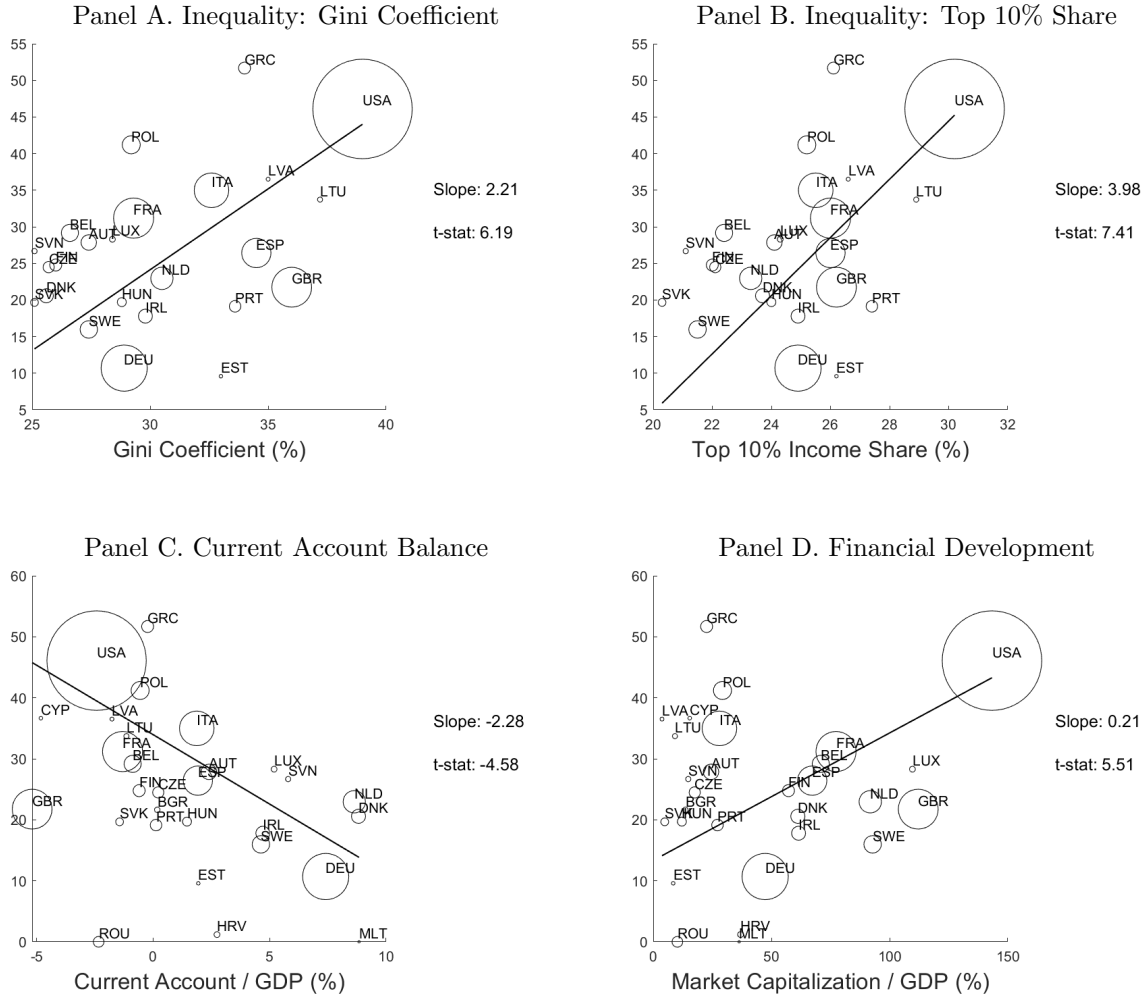 Panel A. Inequality: Gini Coefficient
55
50
45
40
35
30
25
20
15
10
5
25
30
35
40
GRC
USA
POL
LVA
ITA
LTU
FRA
BEL
LUX
AUT
SVN
FIN
CZE
ESP
NLD
GBR
DNK
SVK
HUN
PRT
IRL
SWE
DEU
EST
Slope: 2.21
t-stat: 6.19
Gini Coefficient (%)
Panel B. Inequality: Top 10% Share
55
50
45
40
35
30
25
20
15
10
5
20
22
24
26
28
30
32
GRC
USA
POL
LVA
ITA
LTU
FRA
BEL
LUX
AUT
SVN
ESP
FIN
CZE
NLD
GBR
DNK
SVK
HUN
PRT
IRL
SWE
DEU
EST
Slope: 3.98
t-stat: 7.41
Top 10% Income Share (%)
Panel C. Current Account Balance
60
50
40
30
20
10
0
-5
0
5
10
GRC
USA
POL
CYP
LVA
ITA
LTU
FRA
BEL
AUT
LUX
ESP
SVN
FIN
CZE
NLD
GBR
BGR
DNK
SVK
PRT
HUN
IRL
SWE
DEU
EST
HRV
ROU
MLT
Slope: -2.28
t-stat: -4.58
Current Account / GDP (%)
Panel D. Financial Development
60
50
40
30
20
10
0
0
50
100
150
GRC
USA
POL
LVA
CYP
ITA
LTU
FRA
BEL
AUT
LUX
SVN
ESP
CZE
FIN
NLD
BGR
GBR
DNK
SVK
HUN
PRT
IRL
SWE
DEU
EST
HRV
ROU
MLT
Slope: 0.21
t-stat: 5.51
Market Capitalization / GDP (%)